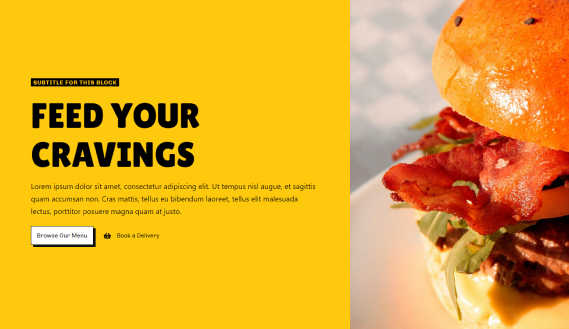 SUBTITLE FOR THIS BLOCK
FEED YOUR
CRAVINGS
Lorem ipsum dolor sit amet, consectetur adipiscing elit. Ut tempus nisl augue, et sagittis
quam accumsan non. Cras mattis, tellus eu bibendum laoreet, tellus elit malesuada
lectus, porttitor posuere magna quam at justo.
Browse Our Menu
Book a Delivery